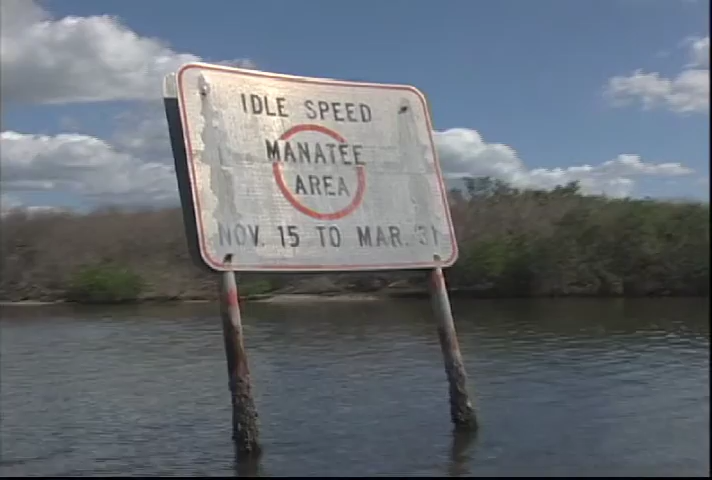 IDLE SPEED
MANATEE
AREA
NOV. 15 TO MAR. 31